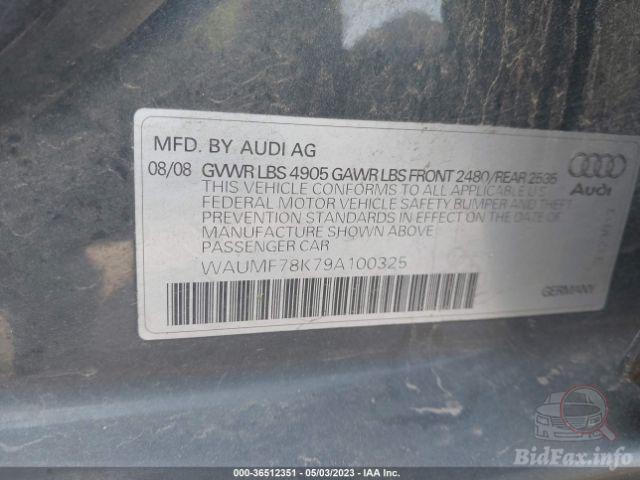 MFD. BY AUDI AG
08/08 GVWR LBS 4905 GAWR LBS FRONT 2480/REAR 2535
THIS VEHICLE CONFORMS TO ALL APPLICABLE U.S.
FEDERAL MOTOR VEHICLE SAFETY BUMPER AND THEFT
PREVENTION STANDARDS IN EFFECT ON THE DATE OF
MANUFACTURE SHOWN ABOVE.
PASSENGER CAR
WAUMF78K79A100325
Audi
GERMANY
BidFax.info
000-36512351 - 05/03/2023 - IAA Inc.